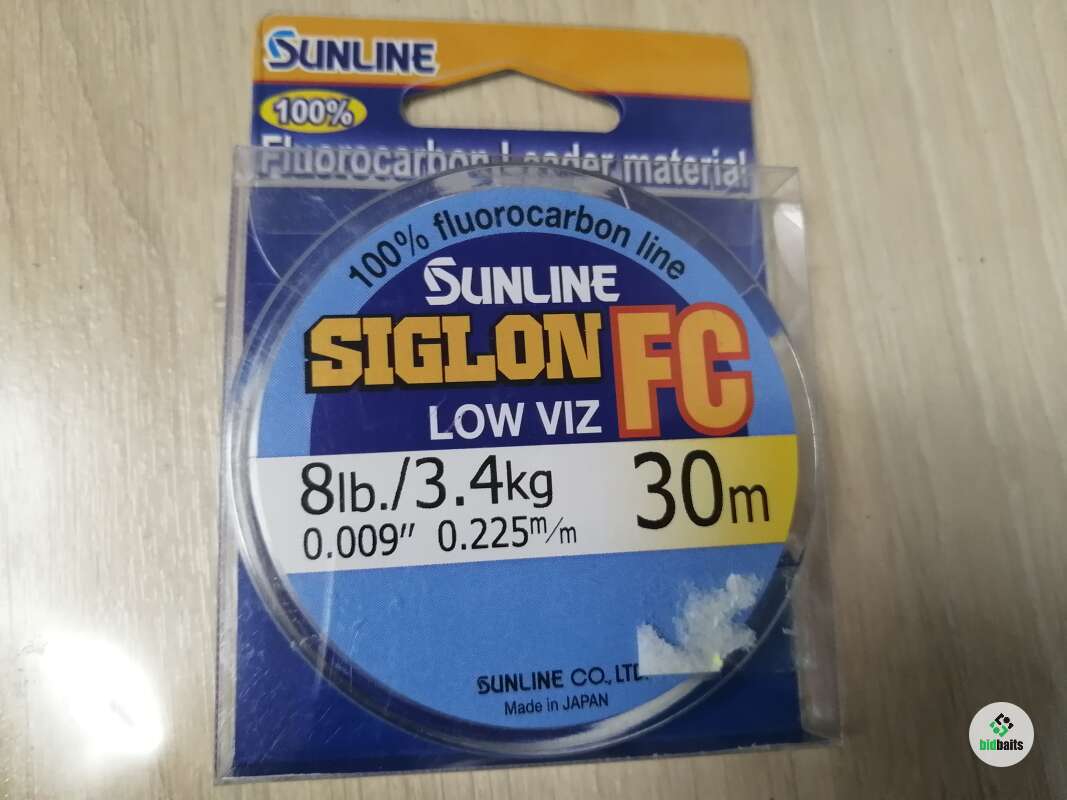 SUNLINE
100%
Fluorocarbon Leader material
100% fluorocarbon line
SUNLINE
SIGLON FC
LOW VIZ
8lb./3.4kg 30m
0.009" 0.225m/m
SUNLINE CO., LTD.
Made in JAPAN
bidbaits